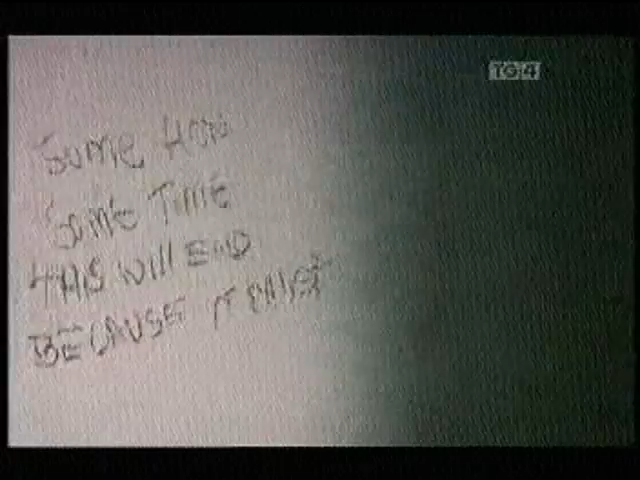 TG4
SOME HOW
SOME TIME
THIS WILL END
BECAUSE IT MUST